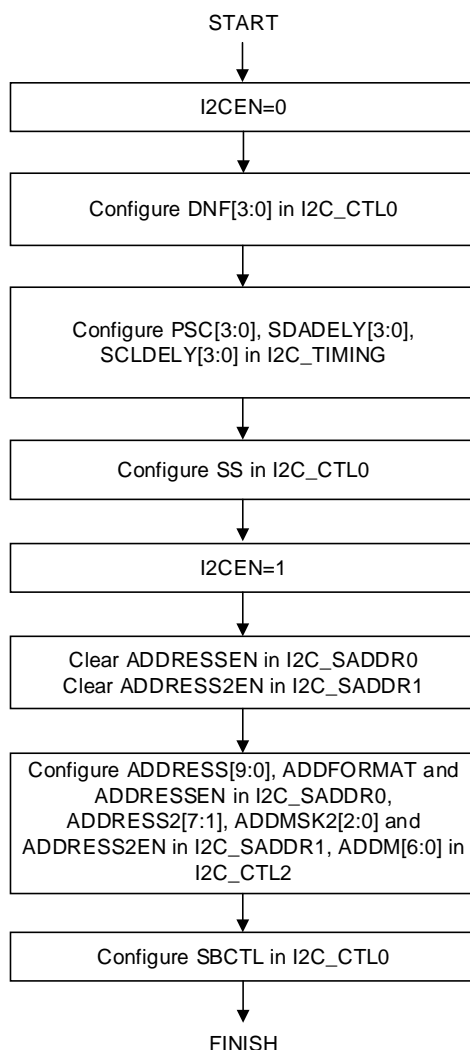 START
I2CEN=0
Configure DNF[3:0] in I2C_CTL0
Configure PSC[3:0], SDADELY[3:0],
SCLDELY[3:0] in I2C_TIMING
Configure SS in I2C_CTL0
I2CEN=1
Clear ADDRESSEN in I2C_SADDR0
Clear ADDRESS2EN in I2C_SADDR1
Configure ADDRESS[9:0], ADDFORMAT and
ADDRESSEN in I2C_SADDR0,
ADDRESS2[7:1], ADDMSK2[2:0] and
ADDRESS2EN in I2C_SADDR1, ADDM[6:0] in
I2C_CTL2
Configure SBCTL in I2C_CTL0
FINISH